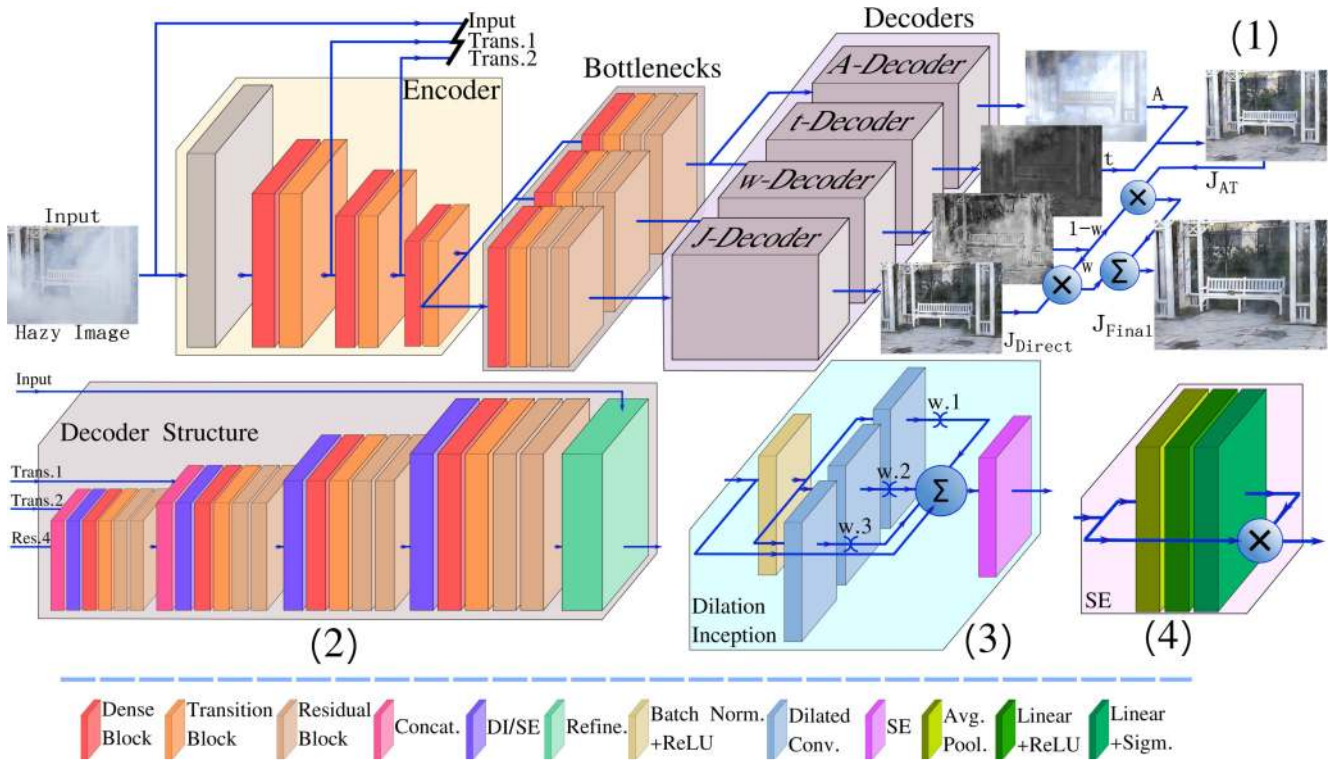 Input
Trans.1
Trans.2
Encoder
Bottlenecks
Decoders
(1)
A-Decoder
t-Decoder
w-Decoder
J-Decoder
Input
Hazy Image
A
t
J_AT
1-w
w
J_Direct
J_Final
×
×
Σ
Input
Decoder Structure
Trans.1
Trans.2
Res.4
(2)
w.1
w.2
w.3
Σ
Dilation
Inception
(3)
×
SE
(4)
Dense
Block
Transition
Block
Residual
Block
Concat.
DI/SE
Refine.
Batch Norm.
+ReLU
Dilated
Conv.
SE
Avg.
Pool.
Linear
+ReLU
Linear
+Sigm.